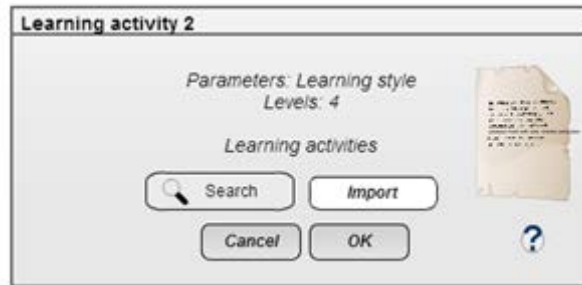 Learning activity 2
Parameters: Learning style
Levels: 4
Learning activities
Search
Import
Cancel
OK
?